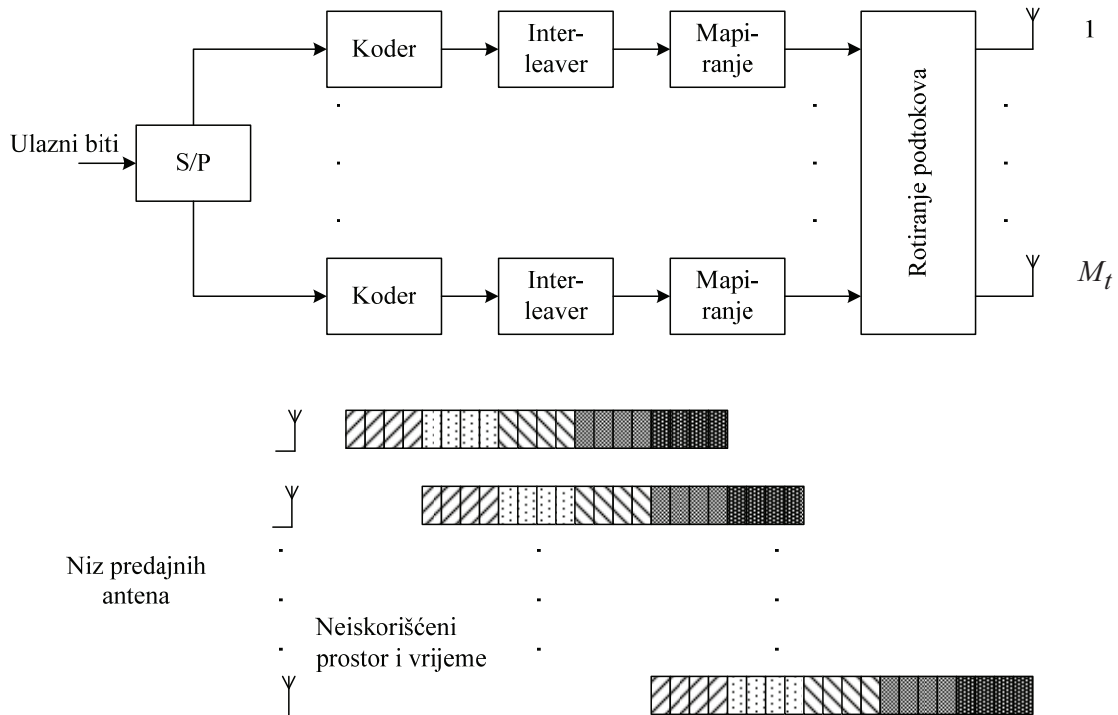 Koder
Inter-
leaver
Mapi-
ranje
1
Ulazni biti
S/P
Rotiranje podtokova
Koder
Inter-
leaver
Mapi-
ranje
M_t
Niz predajnih
antena
Neiskorišćeni
prostor i vrijeme